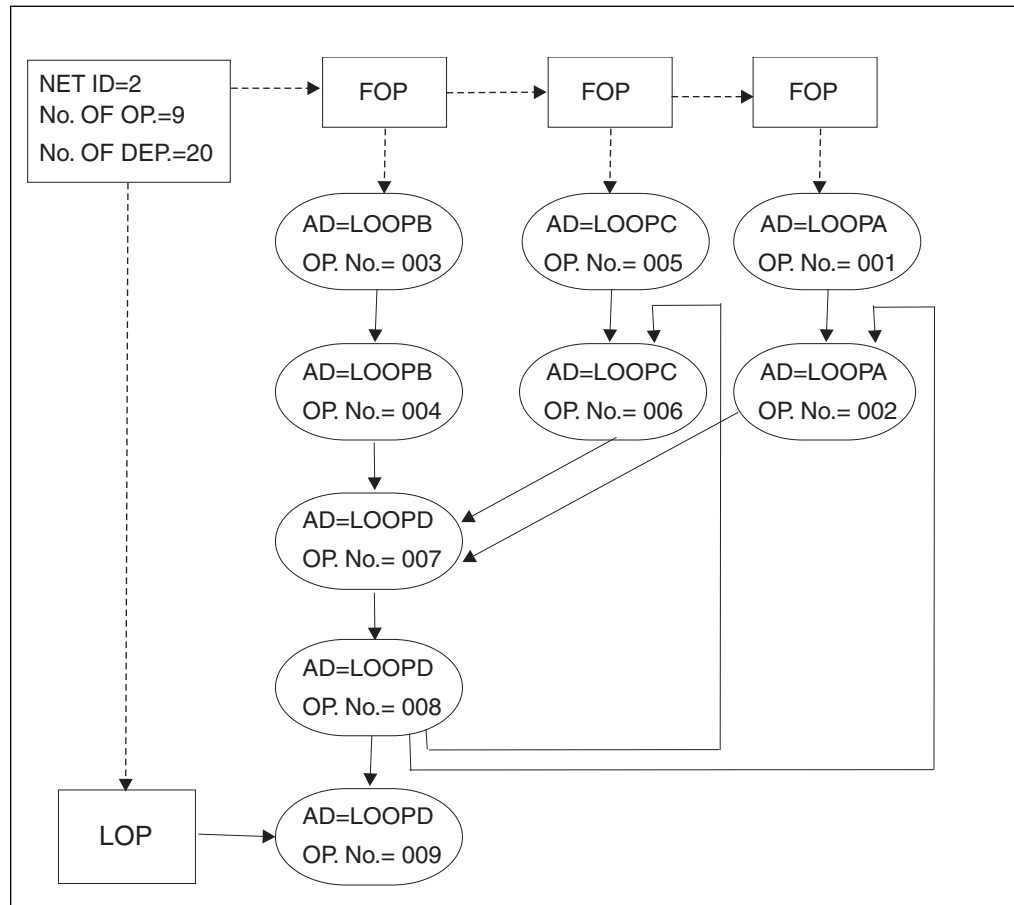 NET ID=2
No. OF OP.=9
No. OF DEP.=20
FOP
FOP
FOP
AD=LOOPB
OP. No.= 003
AD=LOOPC
OP. No.= 005
AD=LOOPA
OP. No.= 001
AD=LOOPB
OP. No.= 004
AD=LOOPC
OP. No.= 006
AD=LOOPA
OP. No.= 002
AD=LOOPD
OP. No.= 007
AD=LOOPD
OP. No.= 008
LOP
AD=LOOPD
OP. No.= 009